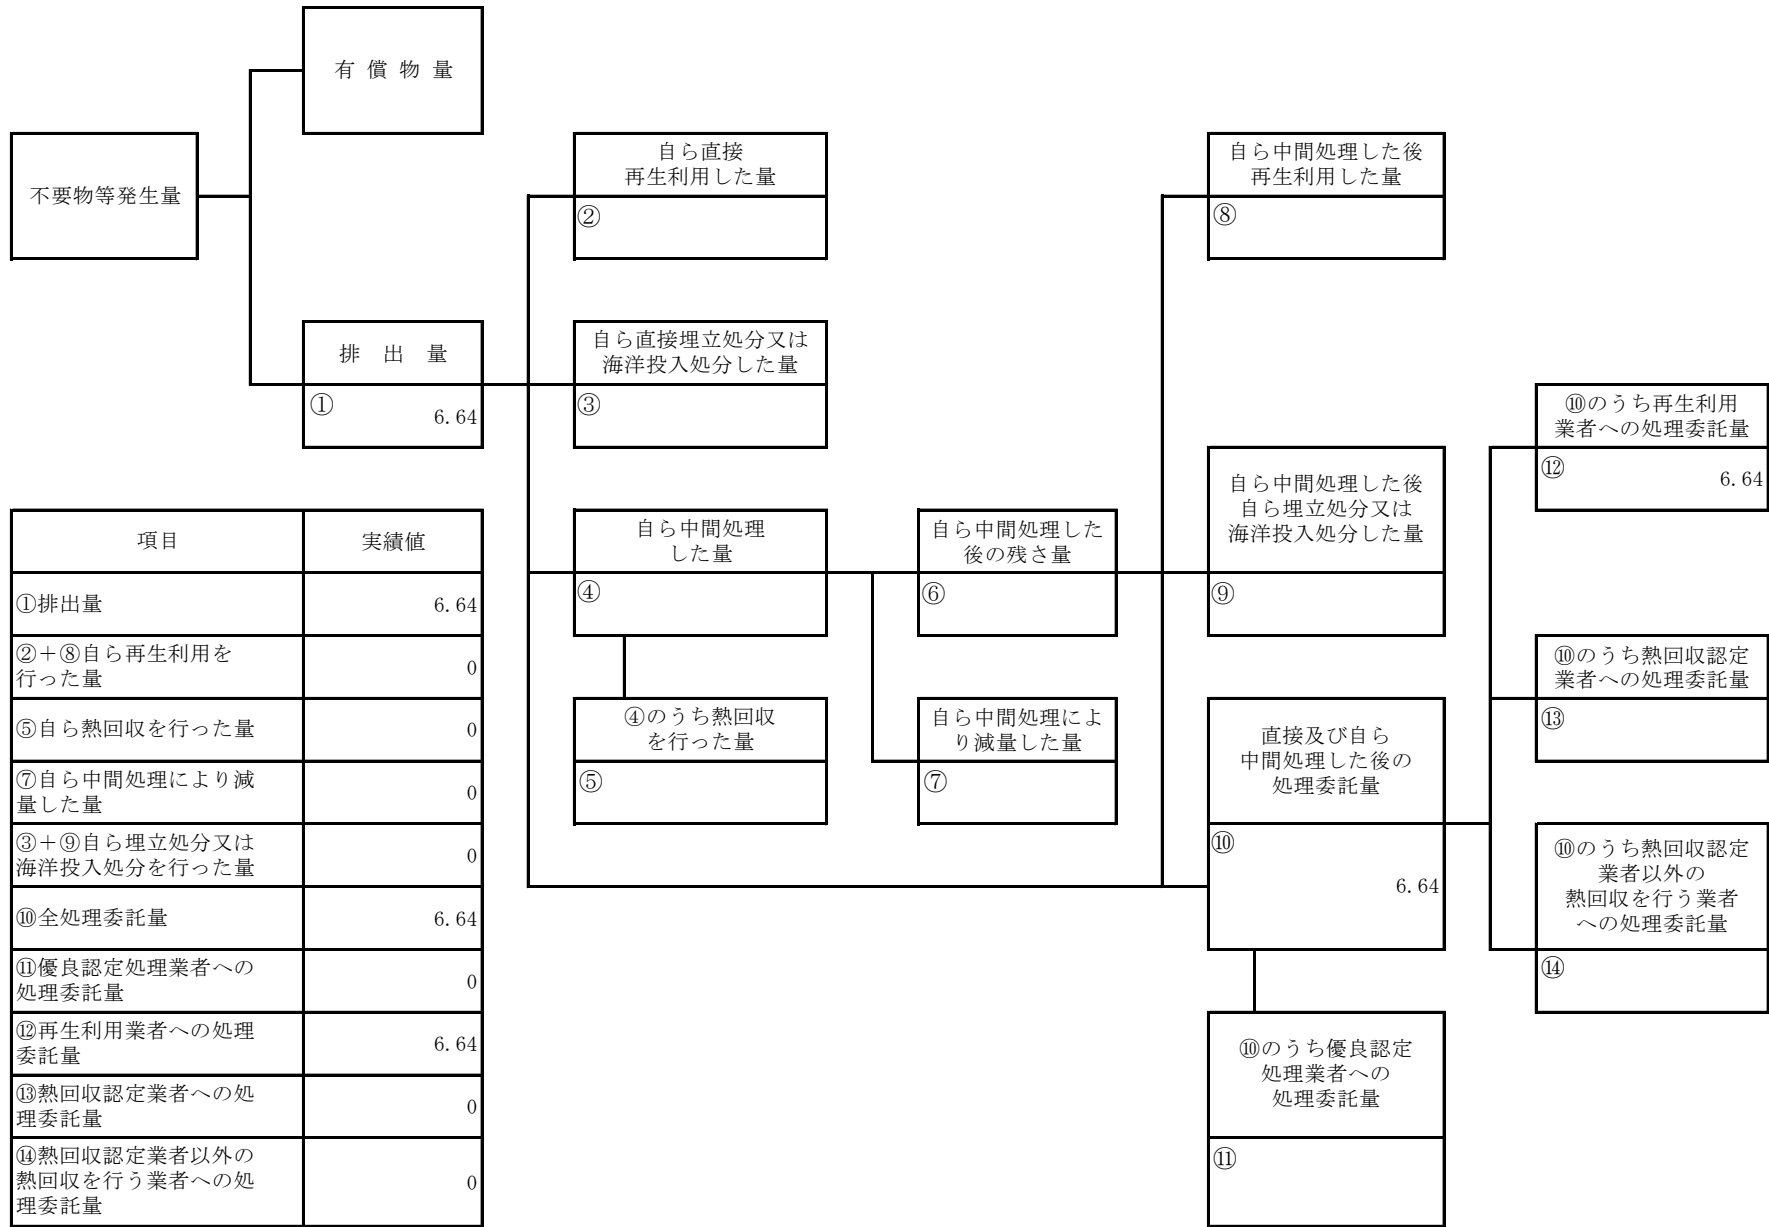 有償物量
不要物等発生量
自ら直接
再生利用した量
②
自ら中間処理した後
再生利用した量
⑧
排出量
①
6.64
自ら直接埋立処分又は
海洋投入処分した量
③
⑩のうち再生利用
業者への処理委託量
⑫
6.64
自ら中間処理した後
自ら埋立処分又は
海洋投入処分した量
⑨
自ら中間処理
した量
④
自ら中間処理した
後の残さ量
⑥
⑩のうち熱回収認定
業者への処理委託量
⑬
④のうち熱回収
を行った量
⑤
自ら中間処理によ
り減量した量
⑦
直接及び自ら
中間処理した後の
処理委託量
⑩
6.64
⑩のうち熱回収認定
業者以外の
熱回収を行う業者
への処理委託量
⑭
⑩のうち優良認定
処理業者への
処理委託量
⑪
項目 実績値
①排出量 6.64
②+⑧自ら再生利用を
行った量 0
⑤自ら熱回収を行った量 0
⑦自ら中間処理により減
量した量 0
③+⑨自ら埋立処分又は
海洋投入処分を行った量 0
⑩全処理委託量 6.64
⑪優良認定処理業者への
処理委託量 0
⑫再生利用業者への処理
委託量 6.64
⑬熱回収認定業者への処
理委託量 0
⑭熱回収認定業者以外の
熱回収を行う業者への処
理委託量 0